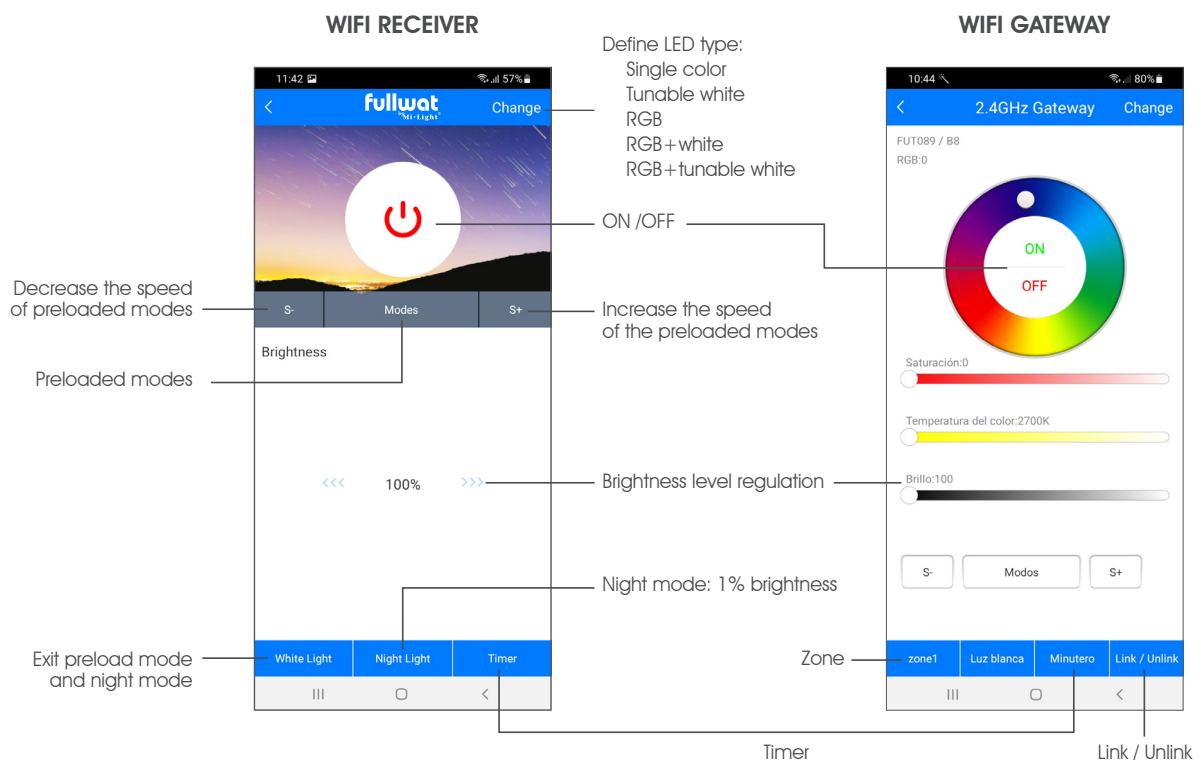 WIFI RECEIVER
WIFI GATEWAY
Define LED type:
Single color
Tunable white
RGB
RGB+white
RGB+tunable white
ON /OFF
Decrease the speed
of preloaded modes
Increase the speed
of the preloaded modes
Preloaded modes
Brightness level regulation
Night mode: 1% brightness
Exit preload mode
and night mode
Zone
Timer
Link / Unlink
11:42
57%
fullwat
by Mi·Light
Change
S-
Modes
S+
Brightness
<<<
100%
>>>
White Light
Night Light
Timer
10:44
80%
2.4GHz Gateway
Change
FUT089 / B8
RGB:0
ON
OFF
Saturación:0
Temperatura del color:2700K
Brillo:100
S-
Modos
S+
zone1
Luz blanca
Minutero
Link / Unlink